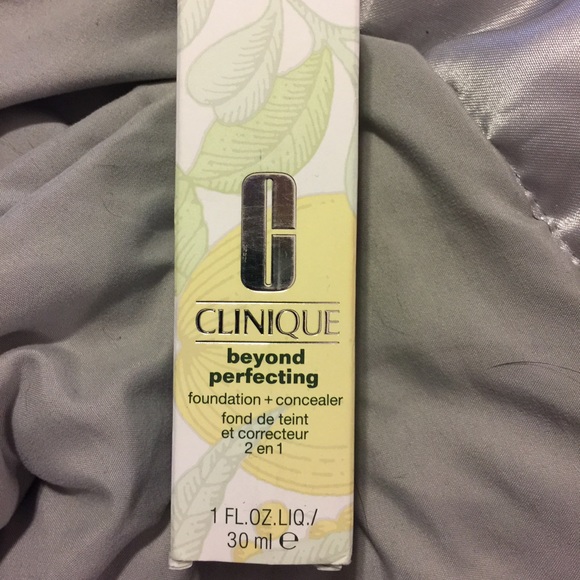 C
CLINIQUE
beyond
perfecting
foundation + concealer
fond de teint
et correcteur
2 en 1
1 FL.OZ.LIQ./
30 ml ℮